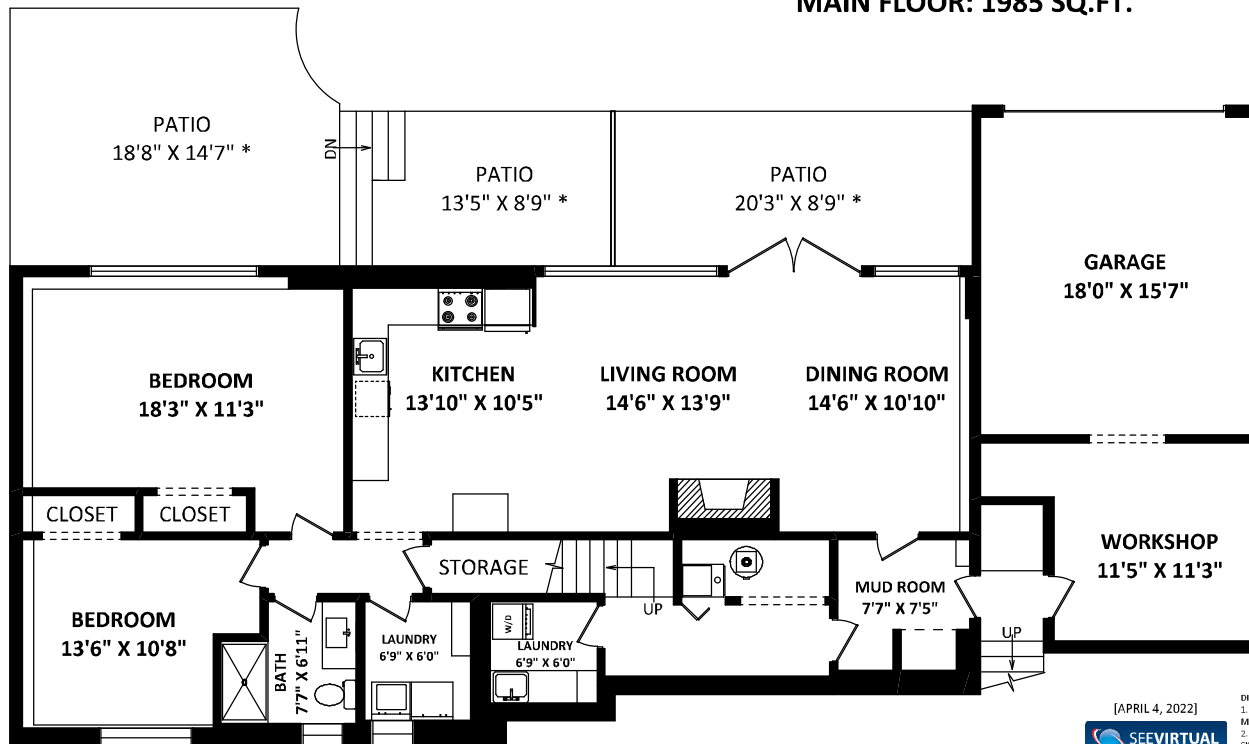 MAIN FLOOR: 1985 SQ.FT.
PATIO
18'8" X 14'7" *
DN
PATIO
13'5" X 8'9" *
PATIO
20'3" X 8'9" *
GARAGE
18'0" X 15'7"
BEDROOM
18'3" X 11'3"
KITCHEN
13'10" X 10'5"
LIVING ROOM
14'6" X 13'9"
DINING ROOM
14'6" X 10'10"
CLOSET
CLOSET
STORAGE
UP
WORKSHOP
11'5" X 11'3"
MUD ROOM
7'7" X 7'5"
UP
BEDROOM
13'6" X 10'8"
BATH
7'7" X 6'11"
LAUNDRY
6'9" X 6'0"
W/D
LAUNDRY
6'9" X 6'0"
[APRIL 4, 2022]
SEEVIRTUAL
1.
2.